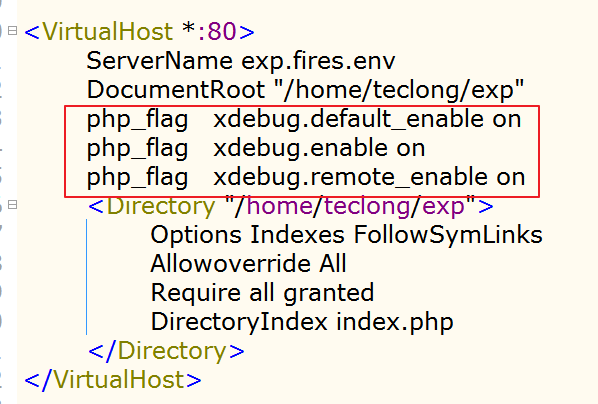 <VirtualHost *:80>
ServerName exp.fires.env
DocumentRoot "/home/teclong/exp"
php_flag xdebug.default_enable on
php_flag xdebug.enable on
php_flag xdebug.remote_enable on
<Directory "/home/teclong/exp">
Options Indexes FollowSymLinks
Allowoverride All
Require all granted
DirectoryIndex index.php
</Directory>
</VirtualHost>